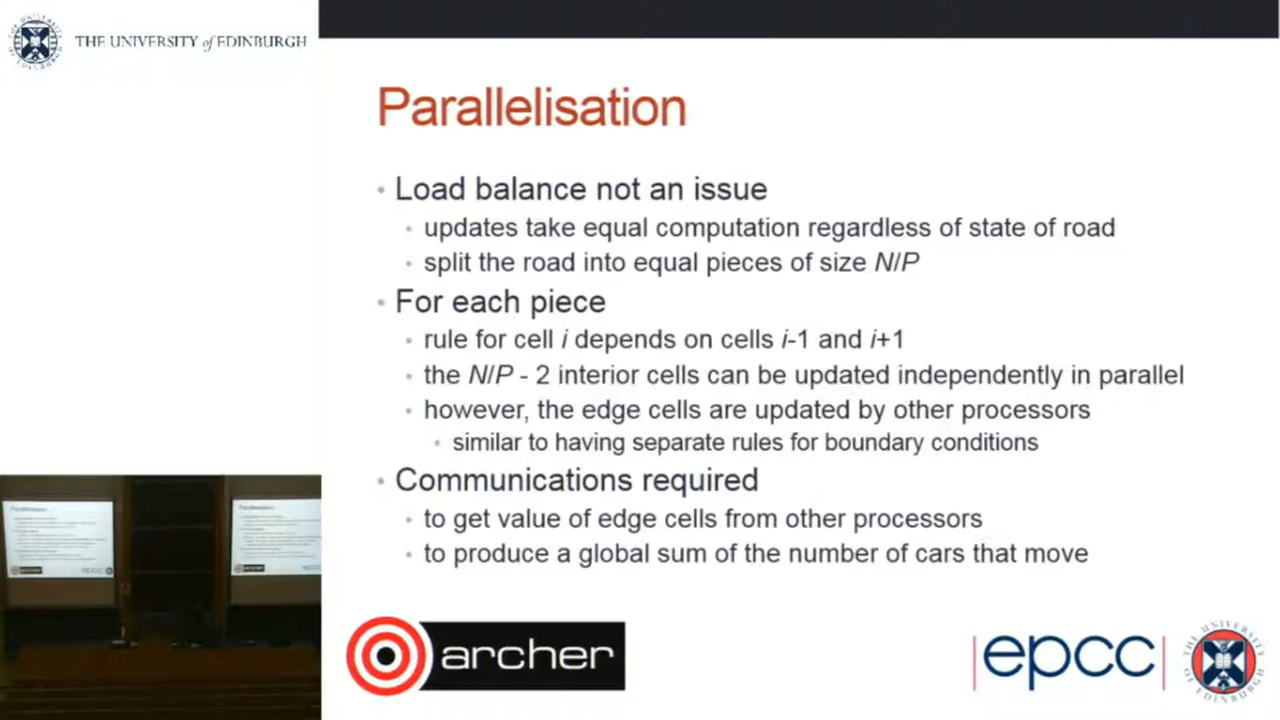 THE UNIVERSITY of EDINBURGH
Parallelisation
• Load balance not an issue
• updates take equal computation regardless of state of road
• split the road into equal pieces of size N/P
• For each piece
• rule for cell i depends on cells i-1 and i+1
• the N/P - 2 interior cells can be updated independently in parallel
• however, the edge cells are updated by other processors
• similar to having separate rules for boundary conditions
• Communications required
• to get value of edge cells from other processors
• to produce a global sum of the number of cars that move
archer
epcc